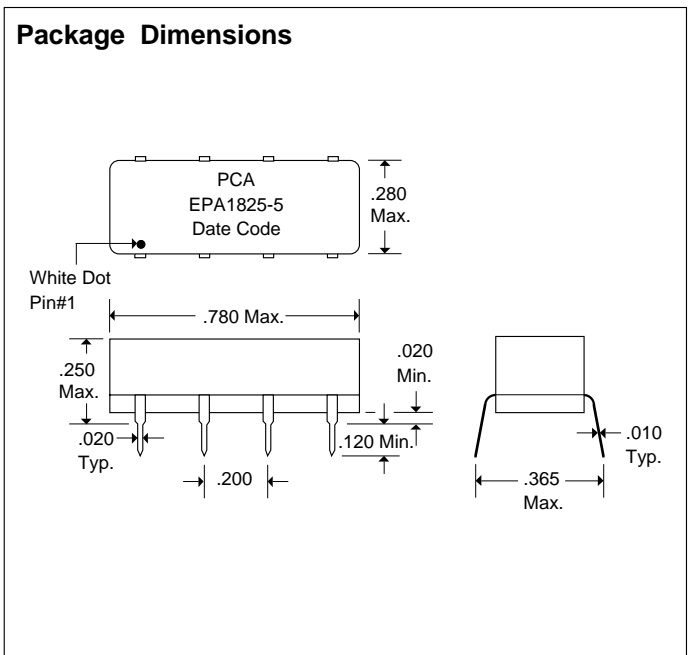 Package Dimensions
PCA
EPA1825-5
Date Code
.280
Max.
White Dot
Pin#1
.780 Max.
.250
Max.
.020
Min.
.020
Typ.
.120 Min.
.200
.010
Typ.
.365
Max.